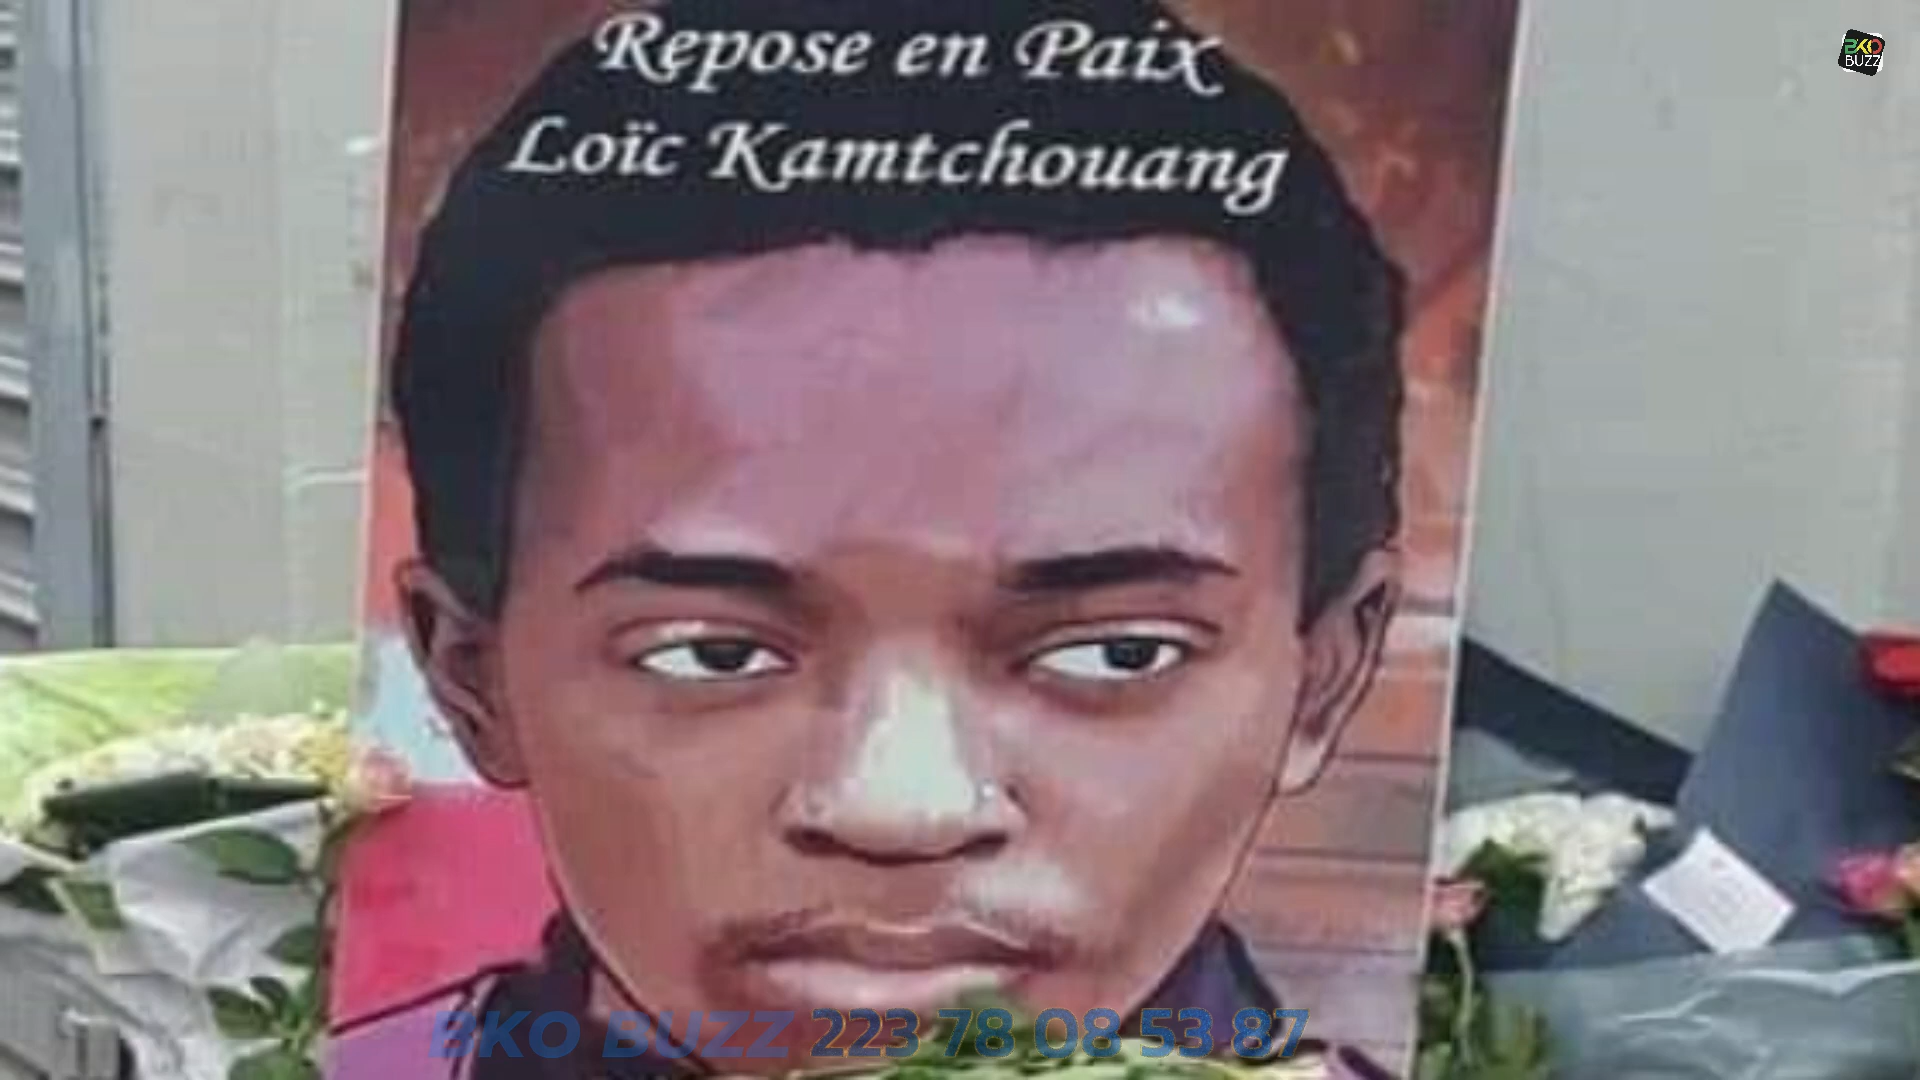 Repose en Paix
Loïc Kamtchouang
BKO
BUZZ
BKO BUZZ 223 78 08 53 87